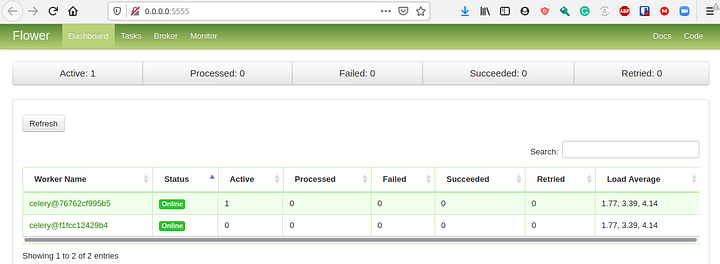 0.0.0.0:5555
ABP
Flower Dashboard Tasks Broker Monitor Docs Code
Active: 1 Processed: 0 Failed: 0 Succeeded: 0 Retried: 0
Refresh
Search:
Worker Name Status Active Processed Failed Succeeded Retried Load Average
celery@76762cf995b5 Online 1 0 0 0 0 1.77, 3.39, 4.14
celery@f1fcc12429b4 Online 0 0 0 0 0 1.77, 3.39, 4.14
Showing 1 to 2 of 2 entries